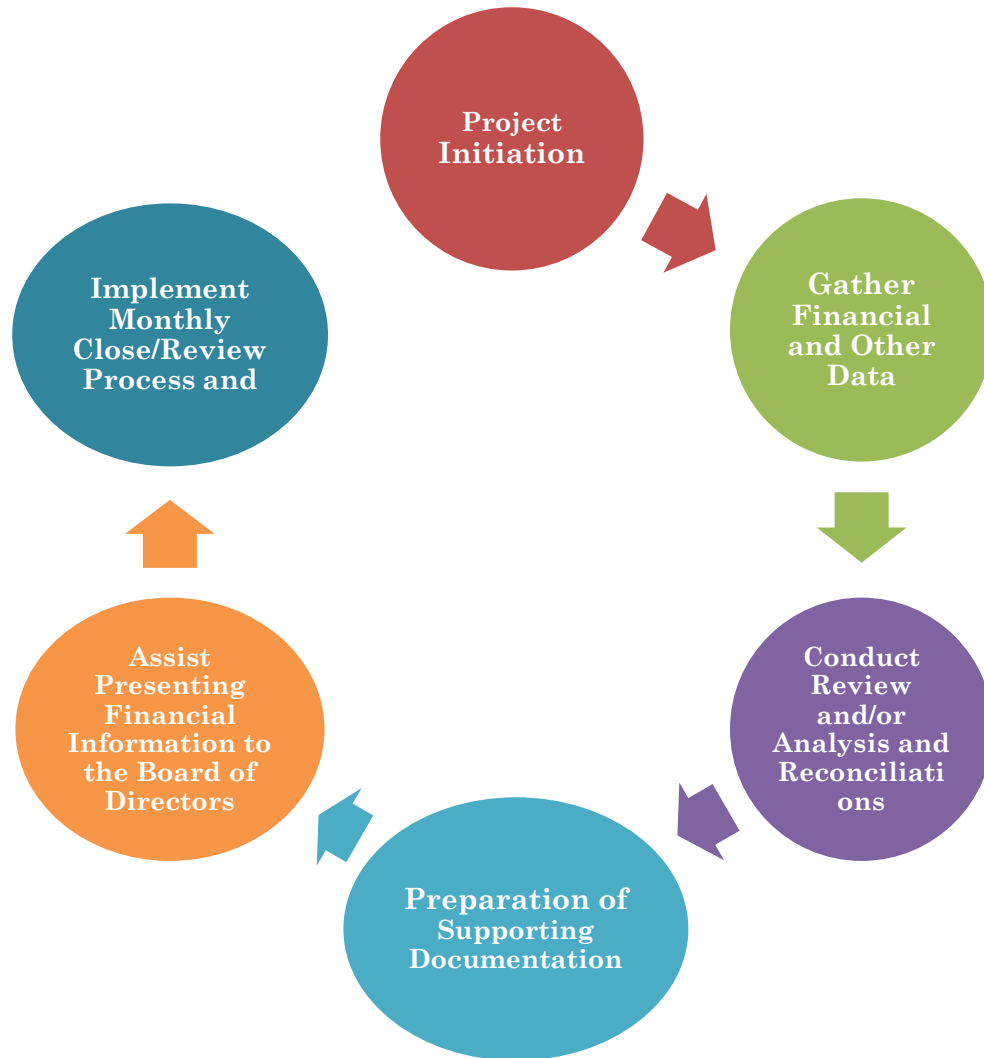 Project
Initiation
Gather
Financial
and Other
Data
Conduct
Review
and/or
Analysis and
Reconciliati
ons
Preparation of
Supporting
Documentation
Assist
Presenting
Financial
Information to
the Board of
Directors
Implement
Monthly
Close/Review
Process and